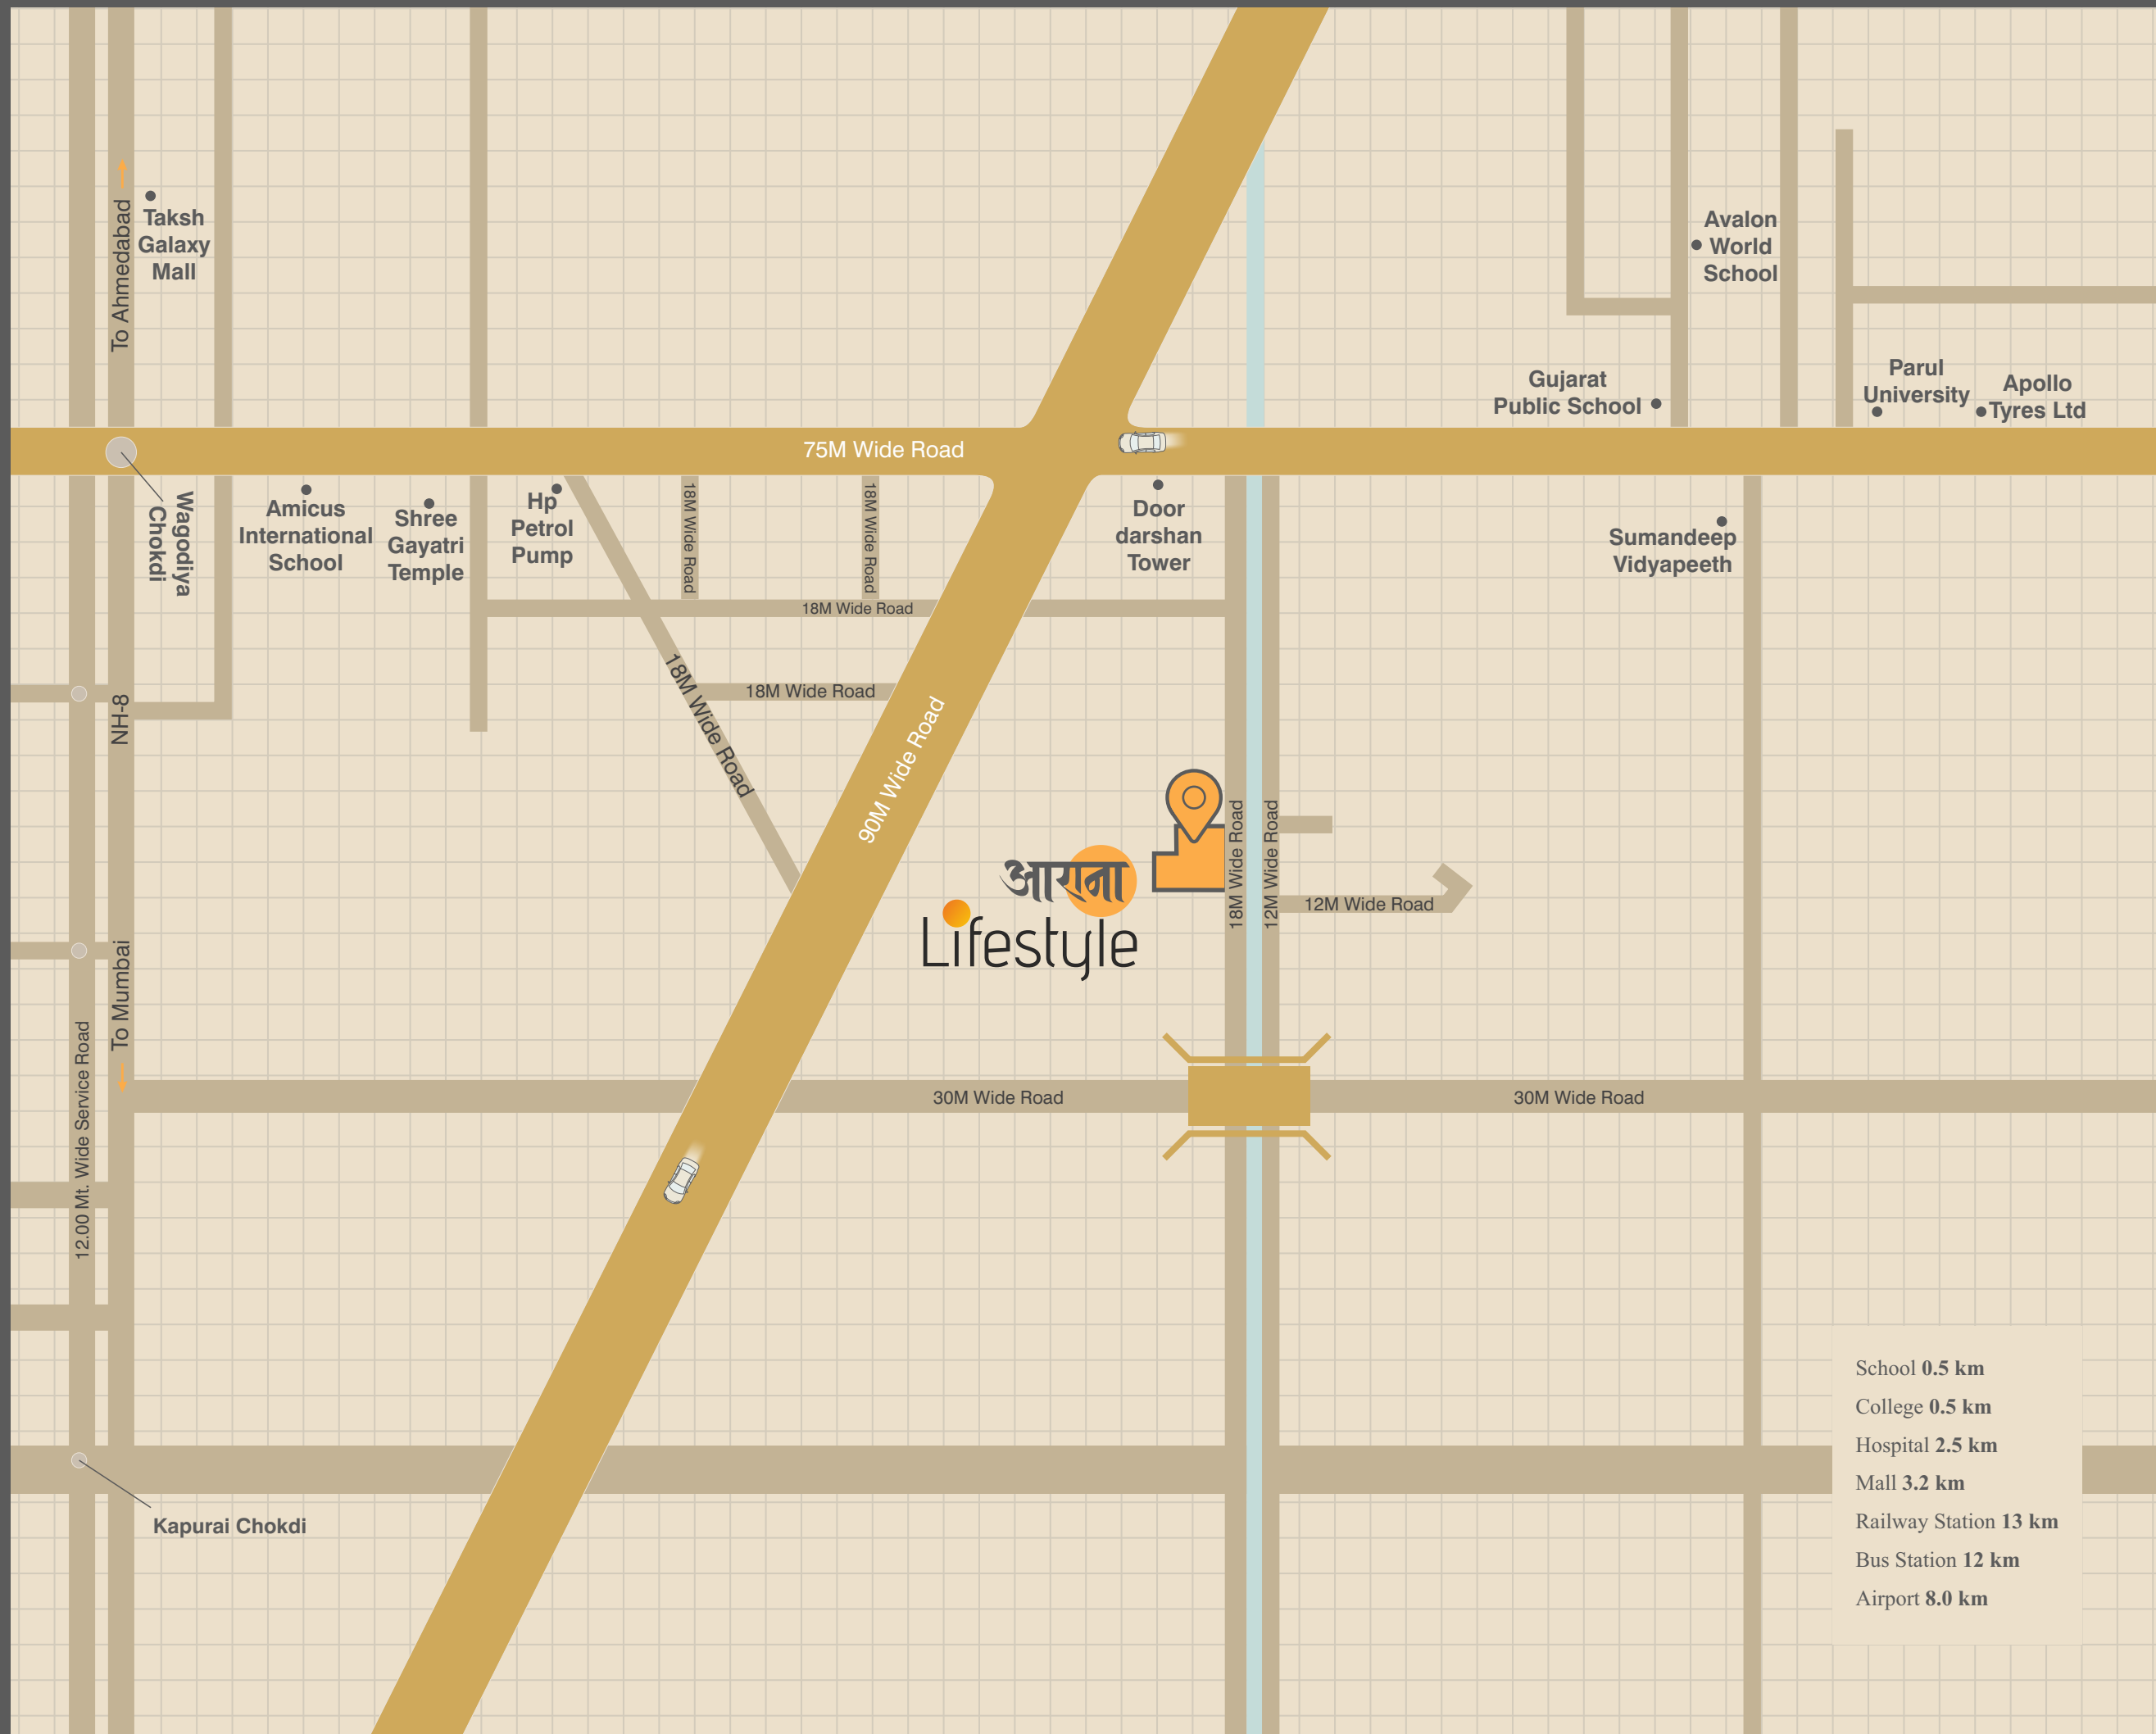 To Ahmedabad
Taksh
Galaxy
Mall
Avalon
World
School
Gujarat
Public School
Parul
University
Apollo
Tyres Ltd
75M Wide Road
Wagodiya
Chokdi
Amicus
International
School
Shree
Gayatri
Temple
Hp
Petrol
Pump
18M Wide Road
18M Wide Road
Door
darshan
Tower
Sumandeep
Vidyapeeth
18M Wide Road
18M Wide Road
18M Wide Road
NH-8
90M Wide Road
18M Wide Road
12M Wide Road
आराना
Lifestyle
12M Wide Road
To Mumbai
12.00 Mt. Wide Service Road
30M Wide Road
30M Wide Road
Kapurai Chokdi
School 0.5 km
College 0.5 km
Hospital 2.5 km
Mall 3.2 km
Railway Station 13 km
Bus Station 12 km
Airport 8.0 km